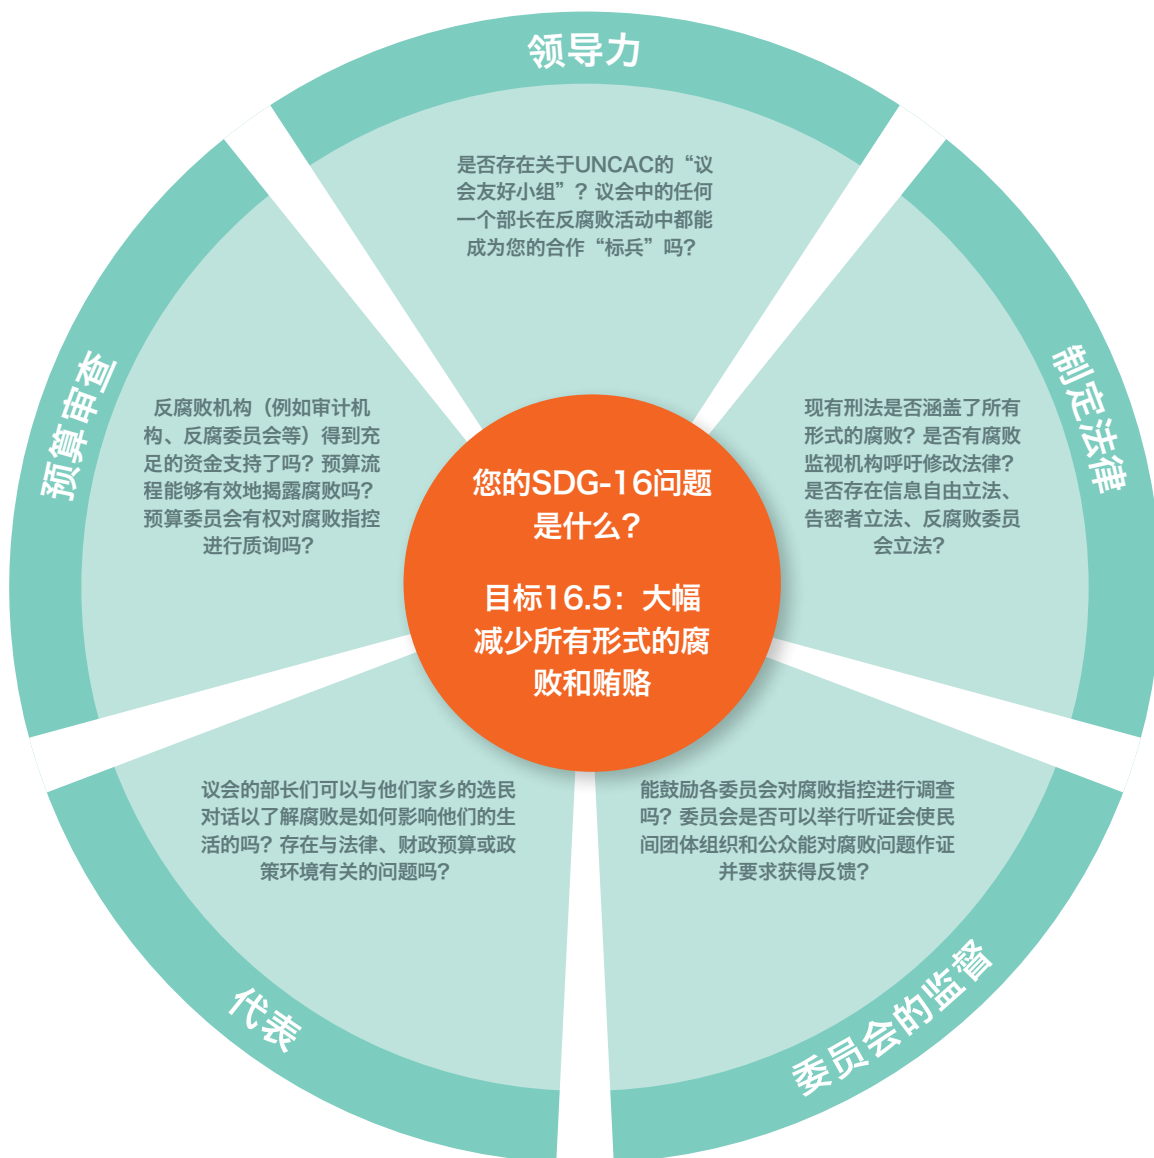 领导力
是否存在关于UNCAC的“议
会友好小组”？议会中的任何
一个部长在反腐败活动中都能
成为您的合作“标兵”吗？
制定法律
现有刑法是否涵盖了所有
形式的腐败？是否有腐败
监视机构呼吁修改法律？
是否存在信息自由立法、
告密者立法、反腐败委员
会立法？
委员会的监督
能鼓励各委员会对腐败指控进行调查
吗？委员会是否可以举行听证会使民
间团体组织和公众能对腐败问题作证
并要求获得反馈？
代表
议会的部长们可以与他们家乡的选民
对话以了解腐败是如何影响他们的生
活的吗？存在与法律、财政预算或政
策环境有关的问题吗？
预算审查
反腐败机构（例如审计机
构、反腐委员会等）得到充
足的资金支持了吗？预算流
程能够有效地揭露腐败吗？
预算委员会有权对腐败指控
进行质询吗？
您的SDG-16问题
是什么？
目标16.5：大幅
减少所有形式的腐
败和贿赂